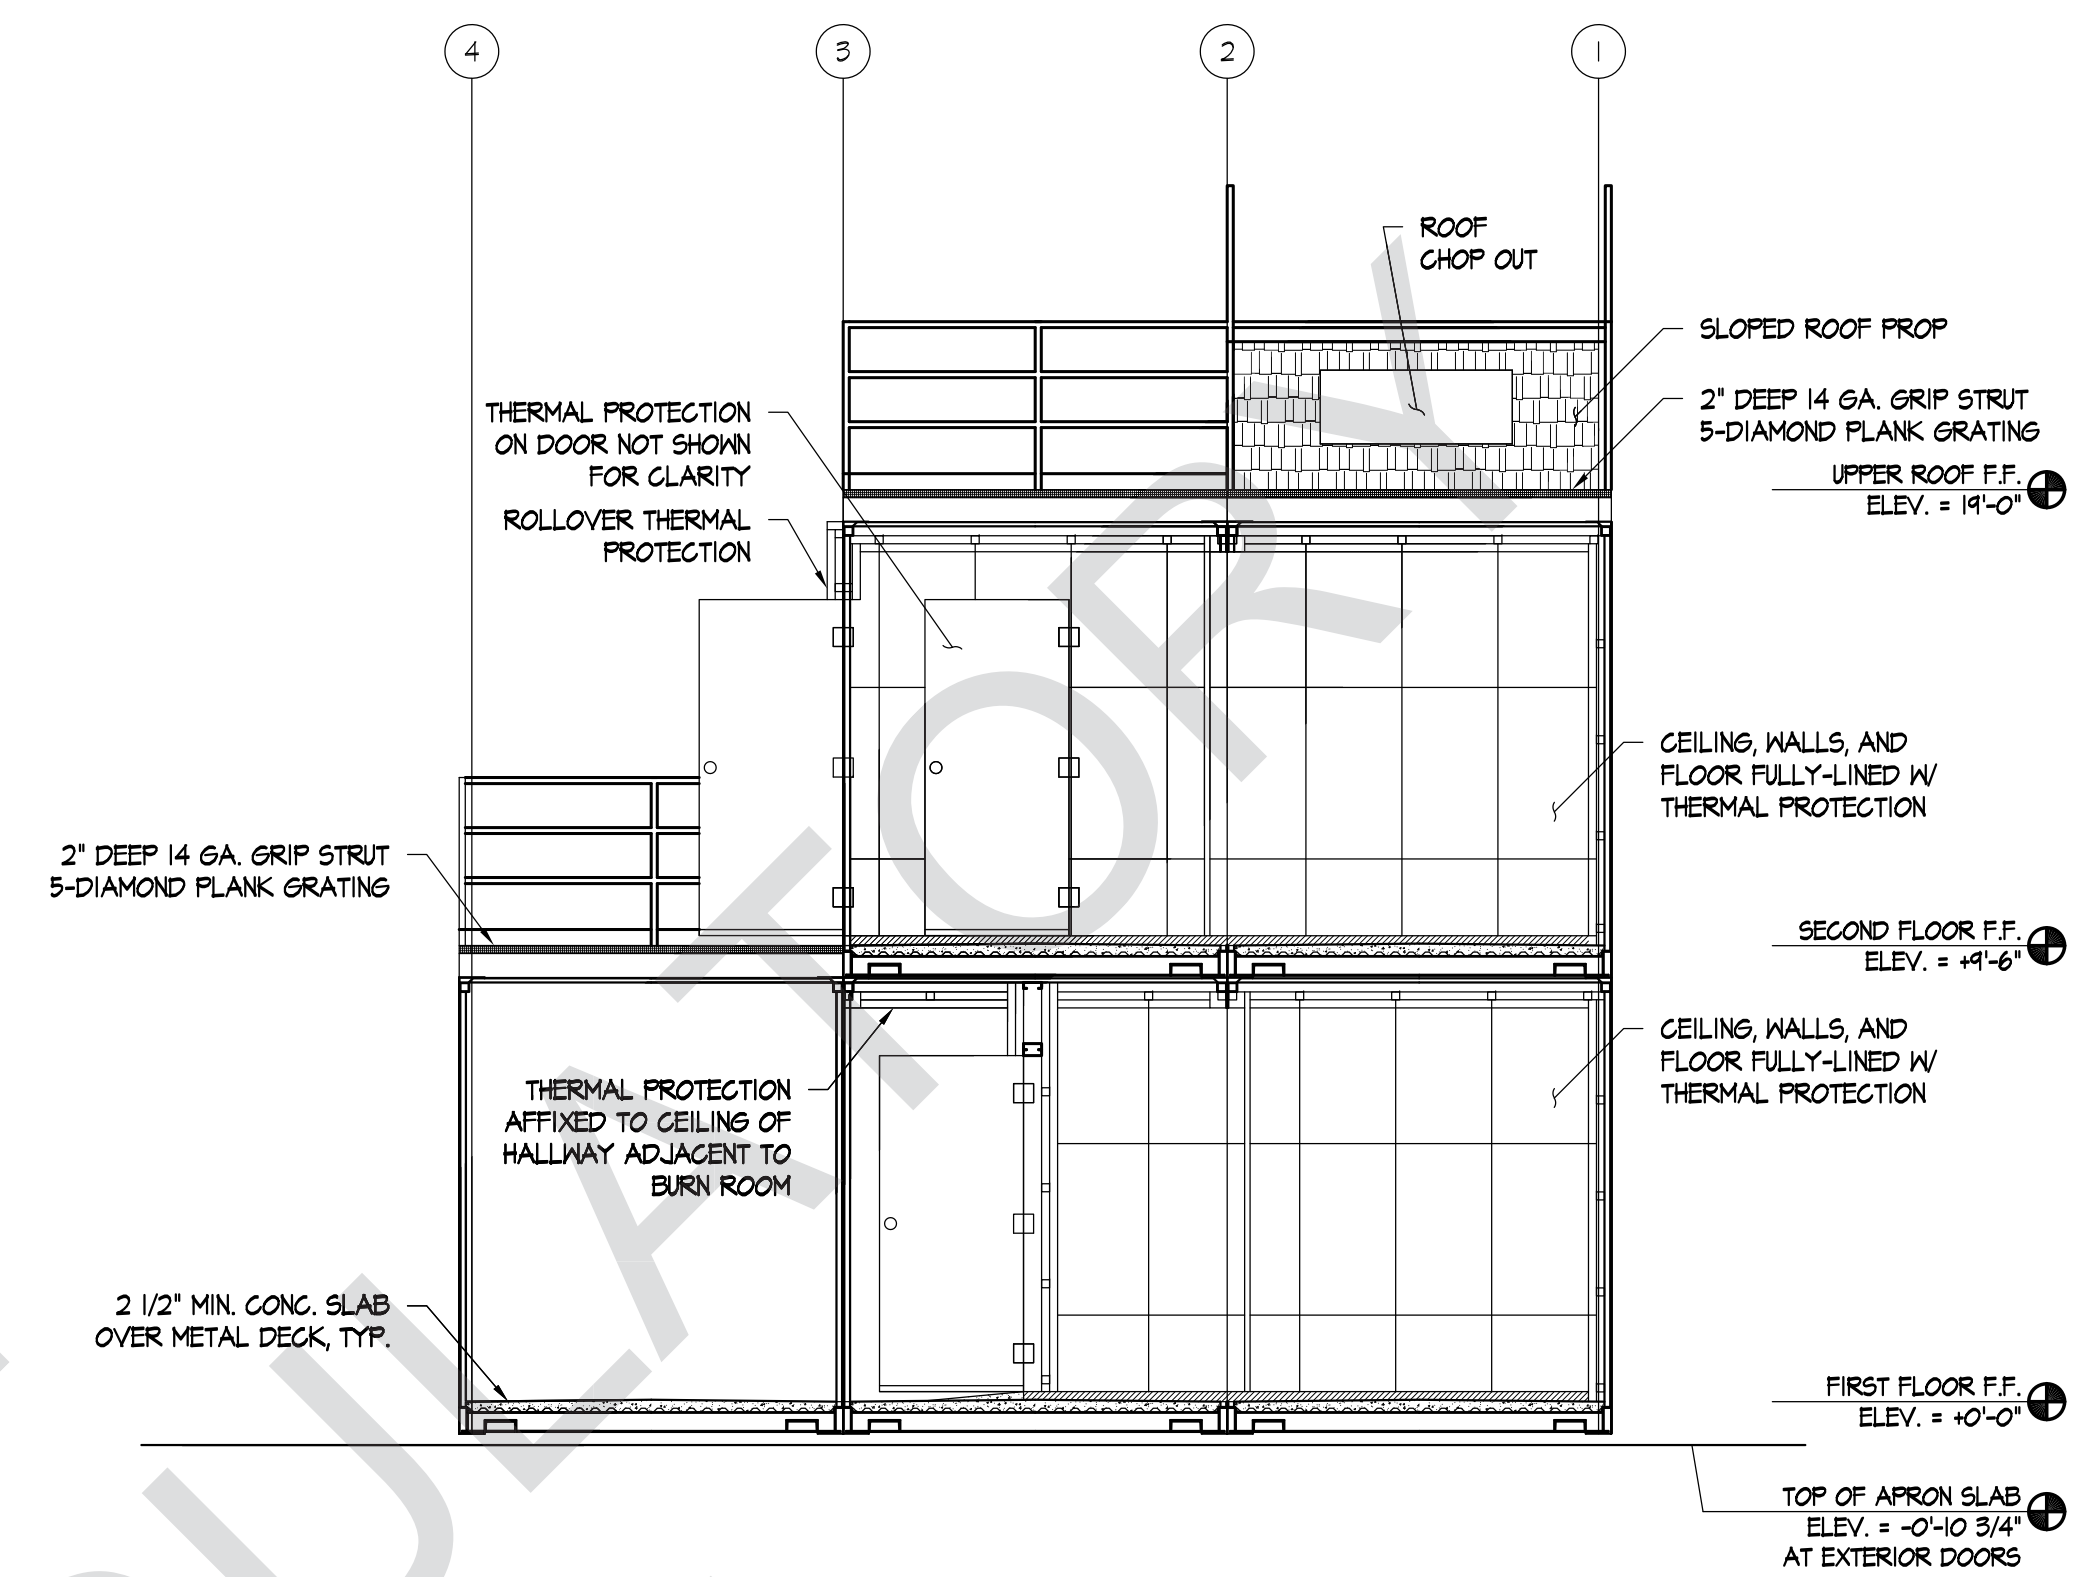 4
3
2
1
ROOF
CHOP OUT
SLOPED ROOF PROP
2" DEEP 14 GA. GRIP STRUT
5-DIAMOND PLANK GRATING
UPPER ROOF F.F.
ELEV. = 19'-0"
THERMAL PROTECTION
ON DOOR NOT SHOWN
FOR CLARITY
ROLLOVER THERMAL
PROTECTION
CEILING, WALLS, AND
FLOOR FULLY-LINED W/
THERMAL PROTECTION
2" DEEP 14 GA. GRIP STRUT
5-DIAMOND PLANK GRATING
SECOND FLOOR F.F.
ELEV. = +9'-6"
CEILING, WALLS, AND
FLOOR FULLY-LINED W/
THERMAL PROTECTION
THERMAL PROTECTION
AFFIXED TO CEILING OF
HALLWAY ADJACENT TO
BURN ROOM
2 1/2" MIN. CONC. SLAB
OVER METAL DECK, TYP.
FIRST FLOOR F.F.
ELEV. = +0'-0"
TOP OF APRON SLAB
ELEV. = -0'-10 3/4"
AT EXTERIOR DOORS
ULATORY